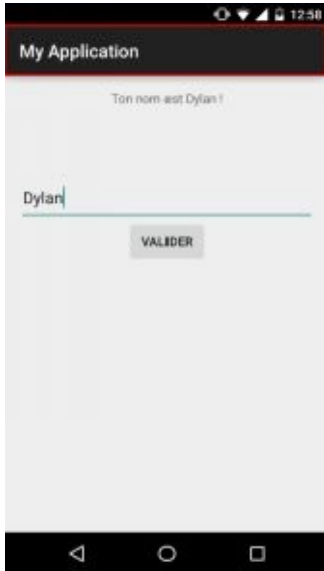 12:58
My Application
Ton nom est Dylan !
Dylan
VALIDER